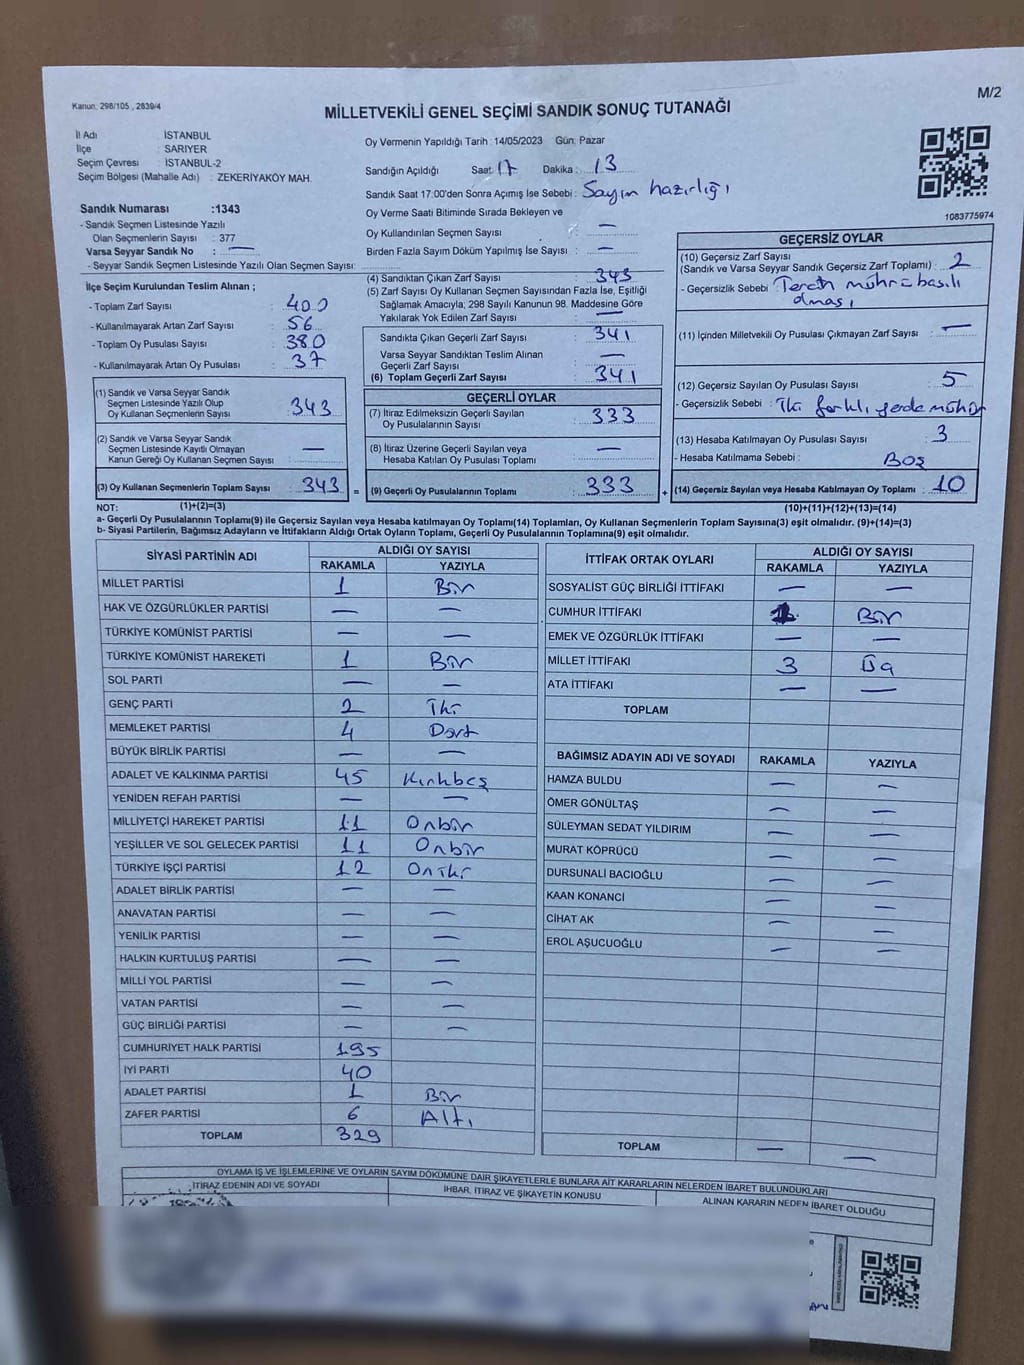 Kanun: 298/105 , 2839/4
M/2
MİLLETVEKİLİ GENEL SEÇİMİ SANDIK SONUÇ TUTANAĞI
İl Adı İSTANBUL
İlçe SARIYER
Seçim Çevresi : İSTANBUL-2
Seçim Bölgesi (Mahalle Adı) : ZEKERİYAKÖY MAH.
Oy Vermenin Yapıldığı Tarih : 14/05/2023 Gün: Pazar
Sandığın Açıldığı Saat: 17 Dakika : 13
Sandık Saat 17:00'den Sonra Açımış İse Sebebi : Sayım hazırlığı
Oy Verme Saati Bitiminde Sırada Bekleyen ve
Oy Kullandırılan Seçmen Sayısı : —
Birden Fazla Sayım Döküm Yapılmış İse Sayısı : —
1083775974
Sandık Numarası :1343
- Sandık Seçmen Listesinde Yazılı
Olan Seçmenlerin Sayısı : 377
Varsa Seyyar Sandık No : —
- Seyyar Sandık Seçmen Listesinde Yazılı Olan Seçmen Sayısı:
İlçe Seçim Kurulundan Teslim Alınan ;
- Toplam Zarf Sayısı : 400
- Kullanılmayarak Artan Zarf Sayısı : 56
- Toplam Oy Pusulası Sayısı : 380
- Kullanılmayarak Artan Oy Pusulası : 37
(1) Sandık ve Varsa Seyyar Sandık
Seçmen Listesinde Yazılı Olup
Oy Kullanan Seçmenlerin Sayısı : 343
(2) Sandık ve Varsa Seyyar Sandık
Seçmen Listesinde Kayıtlı Olmayan
Kanun Gereği Oy Kullanan Seçmen Sayısı : —
(3) Oy Kullanan Seçmenlerin Toplam Sayısı : 343
(4) Sandıktan Çıkan Zarf Sayısı : 343
(5) Zarf Sayısı Oy Kullanan Seçmen Sayısından Fazla İse, Eşitliği
Sağlamak Amacıyla; 298 Sayılı Kanunun 98. Maddesine Göre
Yakılarak Yok Edilen Zarf Sayısı : —
Sandıkta Çıkan Geçerli Zarf Sayısı : 341
Varsa Seyyar Sandıktan Teslim Alınan
Geçerli Zarf Sayısı : —
(6) Toplam Geçerli Zarf Sayısı : 341
GEÇERLİ OYLAR
(7) İtiraz Edilmeksizin Geçerli Sayılan
Oy Pusulalarının Sayısı : 333
(8) İtiraz Üzerine Geçerli Sayılan veya
Hesaba Katılan Oy Pusulası Toplamı : —
= (9) Geçerli Oy Pusulalarının Toplamı : 333 +
GEÇERSİZ OYLAR
(10) Geçersiz Zarf Sayısı
(Sandık ve Varsa Seyyar Sandık Geçersiz Zarf Toplamı) : 2
- Geçersizlik Sebebi : Tercih mührü basılı
olması
(11) İçinden Milletvekili Oy Pusulası Çıkmayan Zarf Sayısı : —
(12) Geçersiz Sayılan Oy Pusulası Sayısı : 5
- Geçersizlik Sebebi : İki farklı yerde mühür
(13) Hesaba Katılmayan Oy Pusulası Sayısı : 3
- Hesaba Katılmama Sebebi : Boş
(14) Geçersiz Sayılan veya Hesaba Katılmayan Oy Toplamı : 10
NOT: (1)+(2)=(3)
(10)+(11)+(12)+(13)=(14)
a- Geçerli Oy Pusulalarının Toplamı(9) ile Geçersiz Sayılan veya Hesaba katılmayan Oy Toplamı(14) Toplamları, Oy Kullanan Seçmenlerin Toplam Sayısına(3) eşit olmalıdır. (9)+(14)=(3)
b- Siyasi Partilerin, Bağımsız Adayların ve İttifakların Aldığı Ortak Oyların Toplamı, Geçerli Oy Pusulalarının Toplamına(9) eşit olmalıdır.
SİYASİ PARTİNİN ADI ALDIĞI OY SAYISI
RAKAMLA YAZIYLA
MİLLET PARTİSİ 1 Bir
HAK VE ÖZGÜRLÜKLER PARTİSİ — —
TÜRKİYE KOMÜNİST PARTİSİ — —
TÜRKİYE KOMÜNİST HAREKETİ 1 Bir
SOL PARTİ — —
GENÇ PARTİ 2 İki
MEMLEKET PARTİSİ 4 Dört
BÜYÜK BİRLİK PARTİSİ — —
ADALET VE KALKINMA PARTİSİ 45 Kırkbeş
YENİDEN REFAH PARTİSİ — —
MİLLİYETÇİ HAREKET PARTİSİ 11 Onbir
YEŞİLLER VE SOL GELECEK PARTİSİ 11 Onbir
TÜRKİYE İŞÇİ PARTİSİ 12 Oniki
ADALET BİRLİK PARTİSİ — —
ANAVATAN PARTİSİ — —
YENİLİK PARTİSİ — —
HALKIN KURTULUŞ PARTİSİ — —
MİLLİ YOL PARTİSİ — —
VATAN PARTİSİ — —
GÜÇ BİRLİĞİ PARTİSİ — —
CUMHURİYET HALK PARTİSİ 195
İYİ PARTİ 40
ADALET PARTİSİ 1 Bir
ZAFER PARTİSİ 6 Altı
TOPLAM 329
İTTİFAK ORTAK OYLARI ALDIĞI OY SAYISI
RAKAMLA YAZIYLA
SOSYALİST GÜÇ BİRLİĞİ İTTİFAKI — —
CUMHUR İTTİFAKI 1 Bir
EMEK VE ÖZGÜRLÜK İTTİFAKI — —
MİLLET İTTİFAKI 3 Üç
ATA İTTİFAKI — —
TOPLAM
BAĞIMSIZ ADAYIN ADI VE SOYADI RAKAMLA YAZIYLA
HAMZA BULDU — —
ÖMER GÖNÜLTAŞ — —
SÜLEYMAN SEDAT YILDIRIM — —
MURAT KÖPRÜCÜ — —
DURSUNALİ BACIOĞLU — —
KAAN KONANCİ — —
CİHAT AK — —
EROL AŞUCUOĞLU — —
TOPLAM — —
OYLAMA İŞ VE İŞLEMLERİNE VE OYLARIN SAYIM DÖKÜMÜNE DAİR ŞİKAYETLERLE BUNLARA AİT KARARLARIN NELERDEN İBARET BULUNDUKLARI
İTİRAZ EDENİN ADI VE SOYADI İHBAR, İTİRAZ VE ŞİKAYETİN KONUSU ALINAN KARARIN NEDEN İBARET OLDUĞU